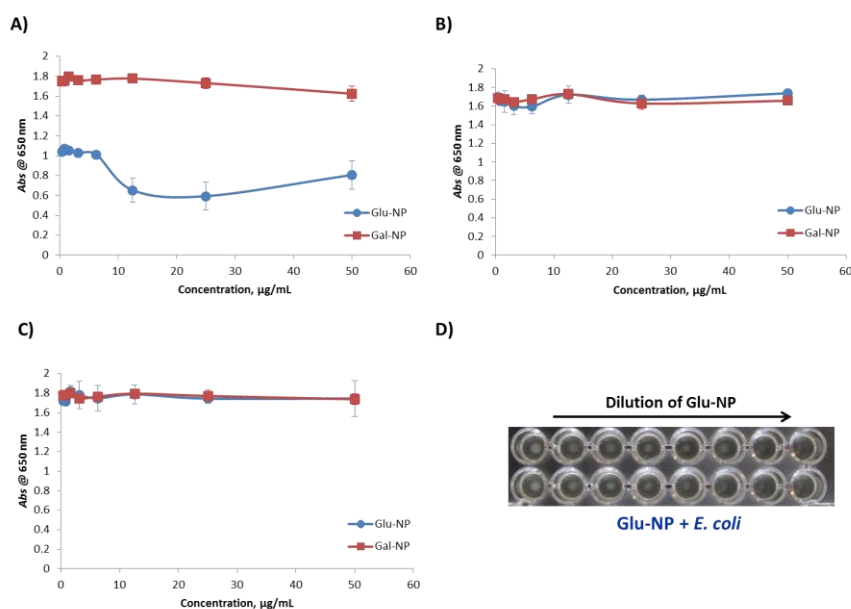 A)
2
1.8
1.6
1.4
1.2
1
0.8
0.6
0.4
0.2
0
Abs @ 650 nm
0 10 20 30 40 50 60
Concentration, µg/mL
Glu-NP
Gal-NP
B)
2
1.8
1.6
1.4
1.2
1
0.8
0.6
0.4
0.2
0
Abs @ 650 nm
0 10 20 30 40 50 60
Concentration, µg/mL
Glu-NP
Gal-NP
C)
2
1.8
1.6
1.4
1.2
1
0.8
0.6
0.4
0.2
0
Abs @ 650 nm
0 10 20 30 40 50 60
Concentration, µg/mL
Glu-NP
Gal-NP
D)
Dilution of Glu-NP
Glu-NP + E. coli